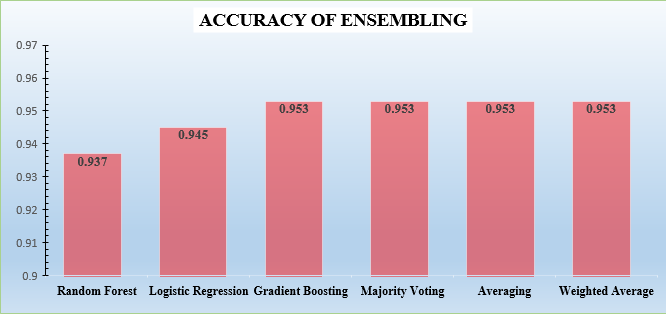 ACCURACY OF ENSEMBLING
0.97
0.96
0.95
0.94
0.93
0.92
0.91
0.9
0.937
0.945
0.953
0.953
0.953
0.953
Random Forest
Logistic Regression
Gradient Boosting
Majority Voting
Averaging
Weighted Average